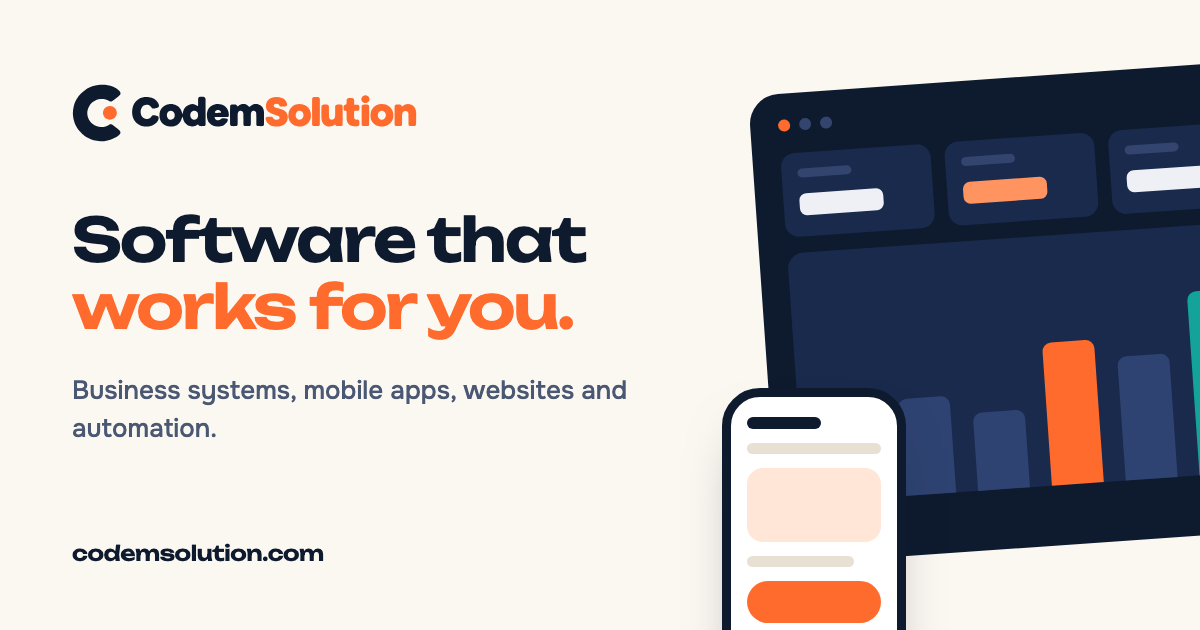 CodemSolution
Software that
works for you.
Business systems, mobile apps, websites and
automation.
codemsolution.com